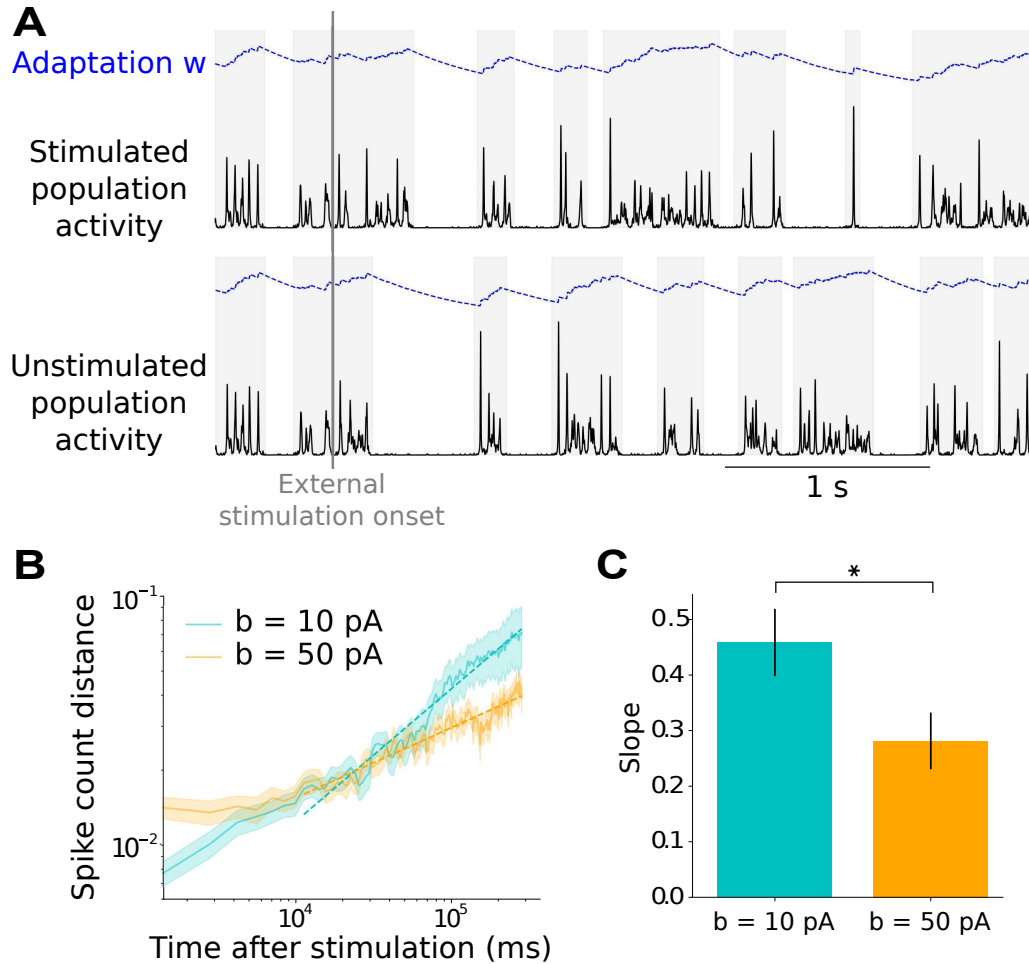 A
Adaptation w
Stimulated
population
activity
Unstimulated
population
activity
External
stimulation onset
1 s
B
Spike count distance
10⁻¹
10⁻²
b = 10 pA
b = 50 pA
10⁴
10⁵
Time after stimulation (ms)
C
*
Slope
0.5
0.4
0.3
0.2
0.1
0.0
b = 10 pA
b = 50 pA